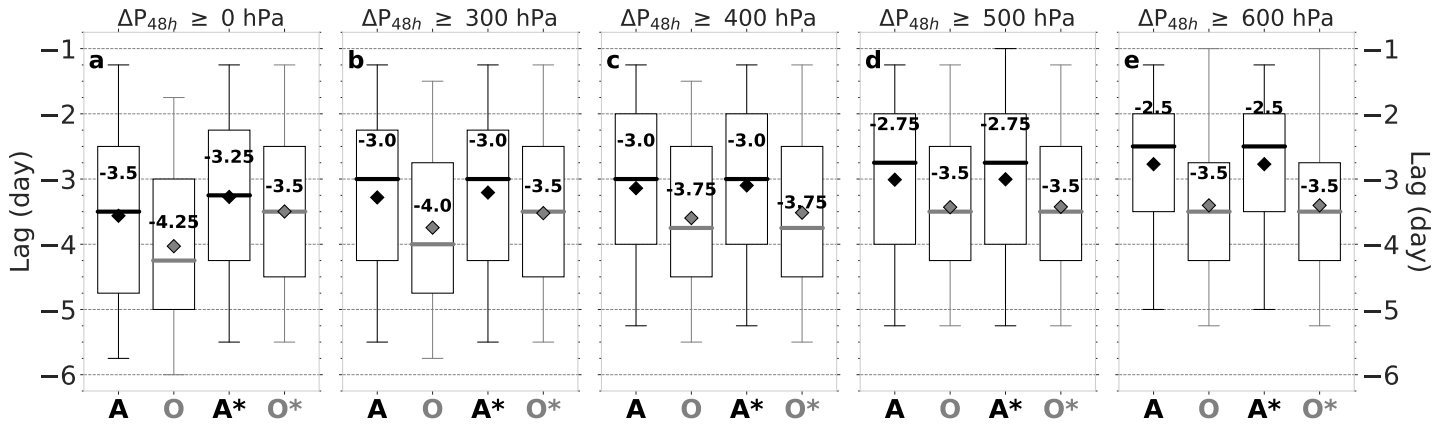 ΔP48h ≥ 0 hPa
ΔP48h ≥ 300 hPa
ΔP48h ≥ 400 hPa
ΔP48h ≥ 500 hPa
ΔP48h ≥ 600 hPa
Lag (day)
−1
−2
−3
−4
−5
−6
a
-3.5
-4.25
-3.25
-3.5
A O A* O*
b
-3.0
-4.0
-3.0
-3.5
A O A* O*
c
-3.0
-3.75
-3.0
-3.75
A O A* O*
d
-2.75
-3.5
-2.75
-3.5
A O A* O*
e
-2.5
-3.5
-2.5
-3.5
A O A* O*
−1
−2
−3
−4
−5
−6
Lag (day)